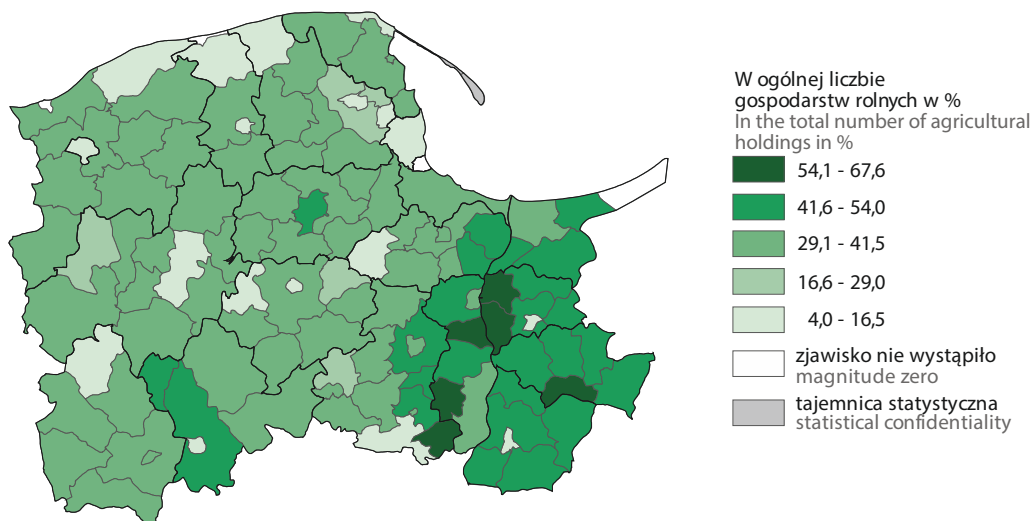 W ogólnej liczbie
gospodarstw rolnych w %
In the total number of agricultural
holdings in %
54,1 - 67,6
41,6 - 54,0
29,1 - 41,5
16,6 - 29,0
4,0 - 16,5
zjawisko nie wystąpiło
magnitude zero
tajemnica statystyczna
statistical confidentiality